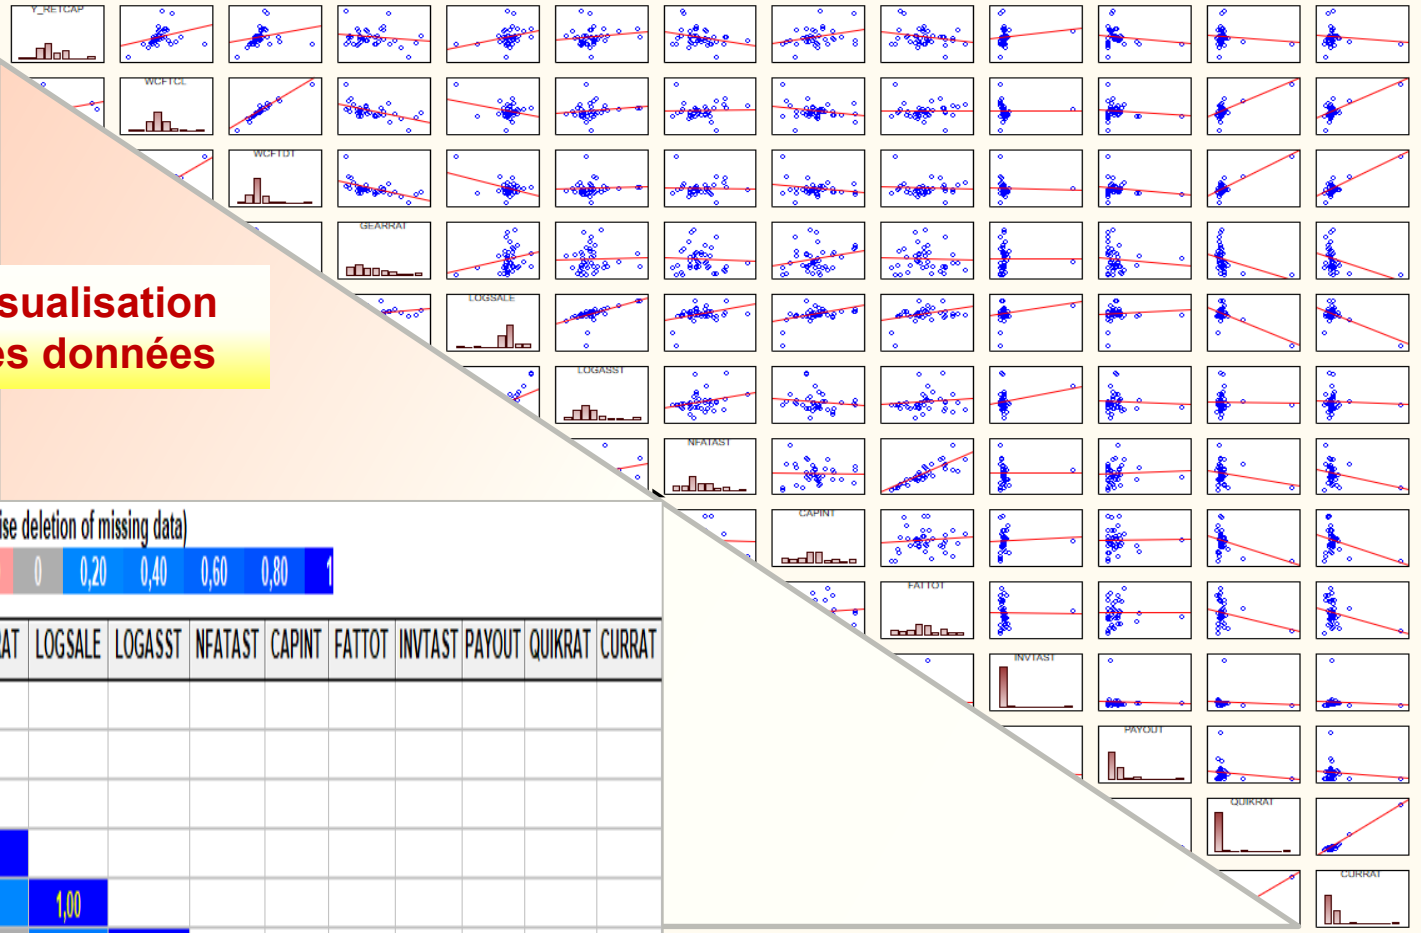 Y_RETCAP
WCFTCL
WCFTDT
GEARRAT
LOGSALE
sualisation
es données
LOGASST
NFATAST
CAPINT
ise deletion of missing data)
0 0,20 0,40 0,60 0,80 1
FATTOT
AT LOGSALE LOGASST NFATAST CAPINT FATTOT INVTAST PAYOUT QUIKRAT CURRAT
INVTAST
PAYOUT
QUIKRAT
CURRAT
1,00